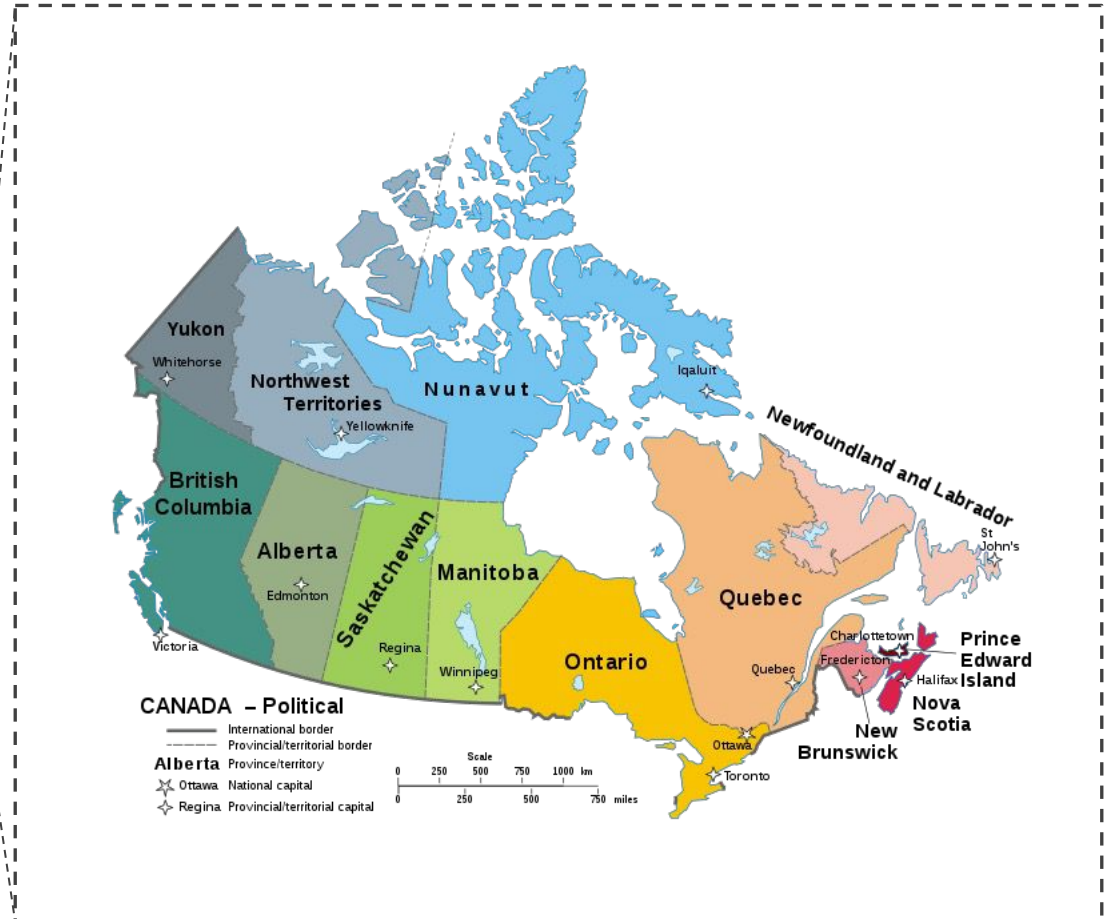 Yukon
Whitehorse
Northwest
Territories
Yellowknife
Nunavut
Iqaluit
Newfoundland and Labrador
St
John's
British
Columbia
Alberta
Edmonton
Saskatchewan
Manitoba
Quebec
Victoria
Regina
Winnipeg
Ontario
Quebec
Charlottetown
Fredericton
Halifax
Prince
Edward
Island
Nova
Scotia
New
Brunswick
Ottawa
Toronto
CANADA – Political
International border
Provincial/territorial border
Alberta Province/territory
Ottawa National capital
Regina Provincial/territorial capital
Scale
0 250 500 750 1000 km
0 250 500 750 miles